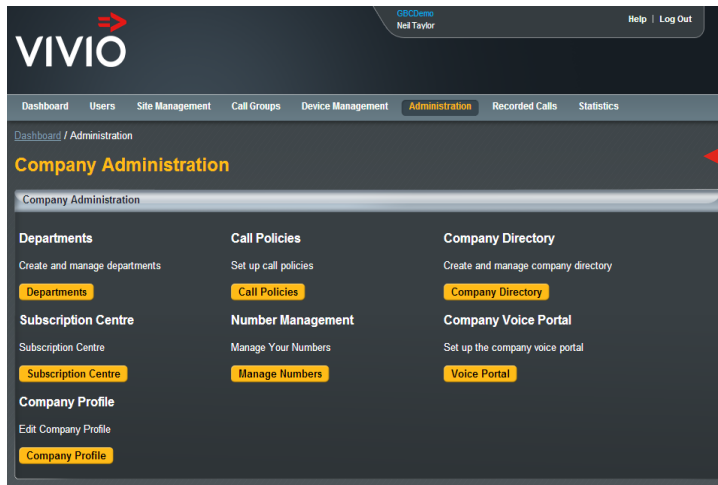 VIVIO
GBCDemo
Neil Taylor
Help | Log Out
Dashboard Users Site Management Call Groups Device Management Administration Recorded Calls Statistics
Dashboard / Administration
Company Administration
Company Administration
Departments
Create and manage departments
Departments
Call Policies
Set up call policies
Call Policies
Company Directory
Create and manage company directory
Company Directory
Subscription Centre
Subscription Centre
Subscription Centre
Number Management
Manage Your Numbers
Manage Numbers
Company Voice Portal
Set up the company voice portal
Voice Portal
Company Profile
Edit Company Profile
Company Profile